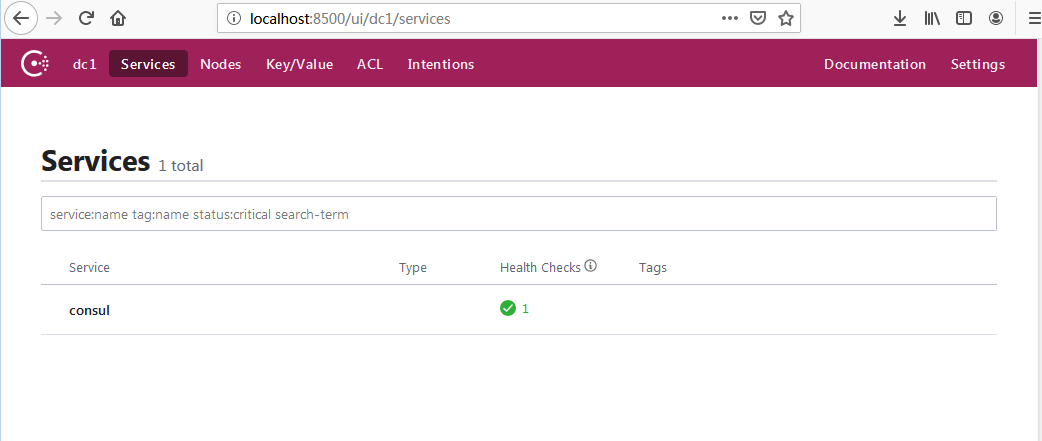 localhost:8500/ui/dc1/services
dc1 Services Nodes Key/Value ACL Intentions Documentation Settings
Services 1 total
service:name tag:name status:critical search-term
Service Type Health Checks Tags
consul 1